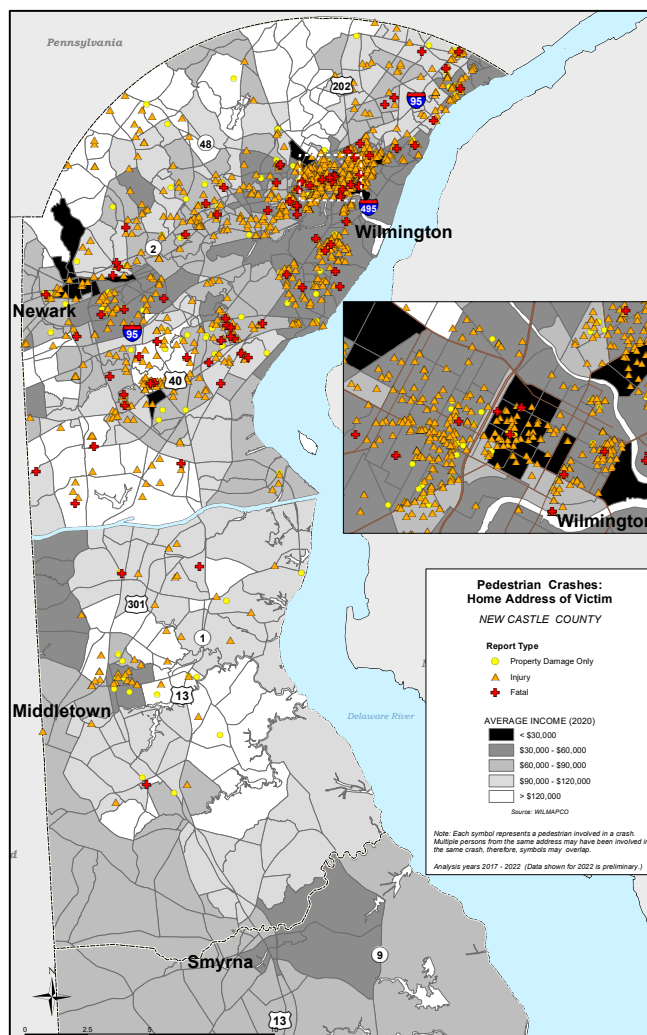 Pennsylvania
202
95
48
495
Wilmington
2
Newark
95
40
Wilmington
301
1
13
Middletown
Delaware River
Pedestrian Crashes:
Home Address of Victim
NEW CASTLE COUNTY
Report Type
Property Damage Only
Injury
Fatal
AVERAGE INCOME (2020)
< $30,000
$30,000 - $60,000
$60,000 - $90,000
$90,000 - $120,000
> $120,000
Source: WILMAPCO
Note: Each symbol represents a pedestrian involved in a crash.
Multiple persons from the same address may have been involved in
the same crash, therefore, symbols may overlap.
Analysis years 2017 - 2022 (Data shown for 2022 is preliminary.)
d
Smyrna
9
N
13
0 2.5 5 10